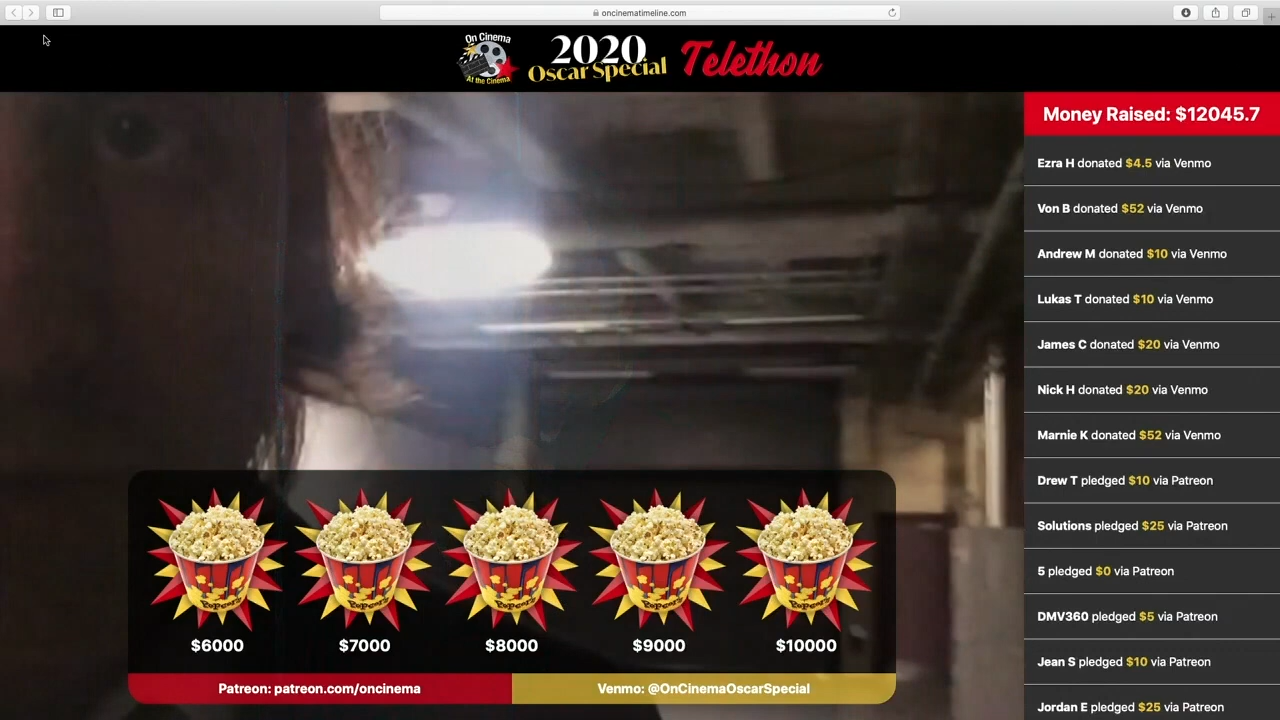 oncinematimeline.com
On Cinema
At the Cinema
2020
Oscar Special
Telethon
Money Raised: $12045.7
Ezra H donated $4.5 via Venmo
Von B donated $52 via Venmo
Andrew M donated $10 via Venmo
Lukas T donated $10 via Venmo
James C donated $20 via Venmo
Nick H donated $20 via Venmo
Marnie K donated $52 via Venmo
Drew T pledged $10 via Patreon
Solutions pledged $25 via Patreon
5 pledged $0 via Patreon
DMV360 pledged $5 via Patreon
Jean S pledged $10 via Patreon
Jordan E pledged $25 via Patreon
$6000
$7000
$8000
$9000
$10000
Patreon: patreon.com/oncinema
Venmo: @OnCinemaOscarSpecial